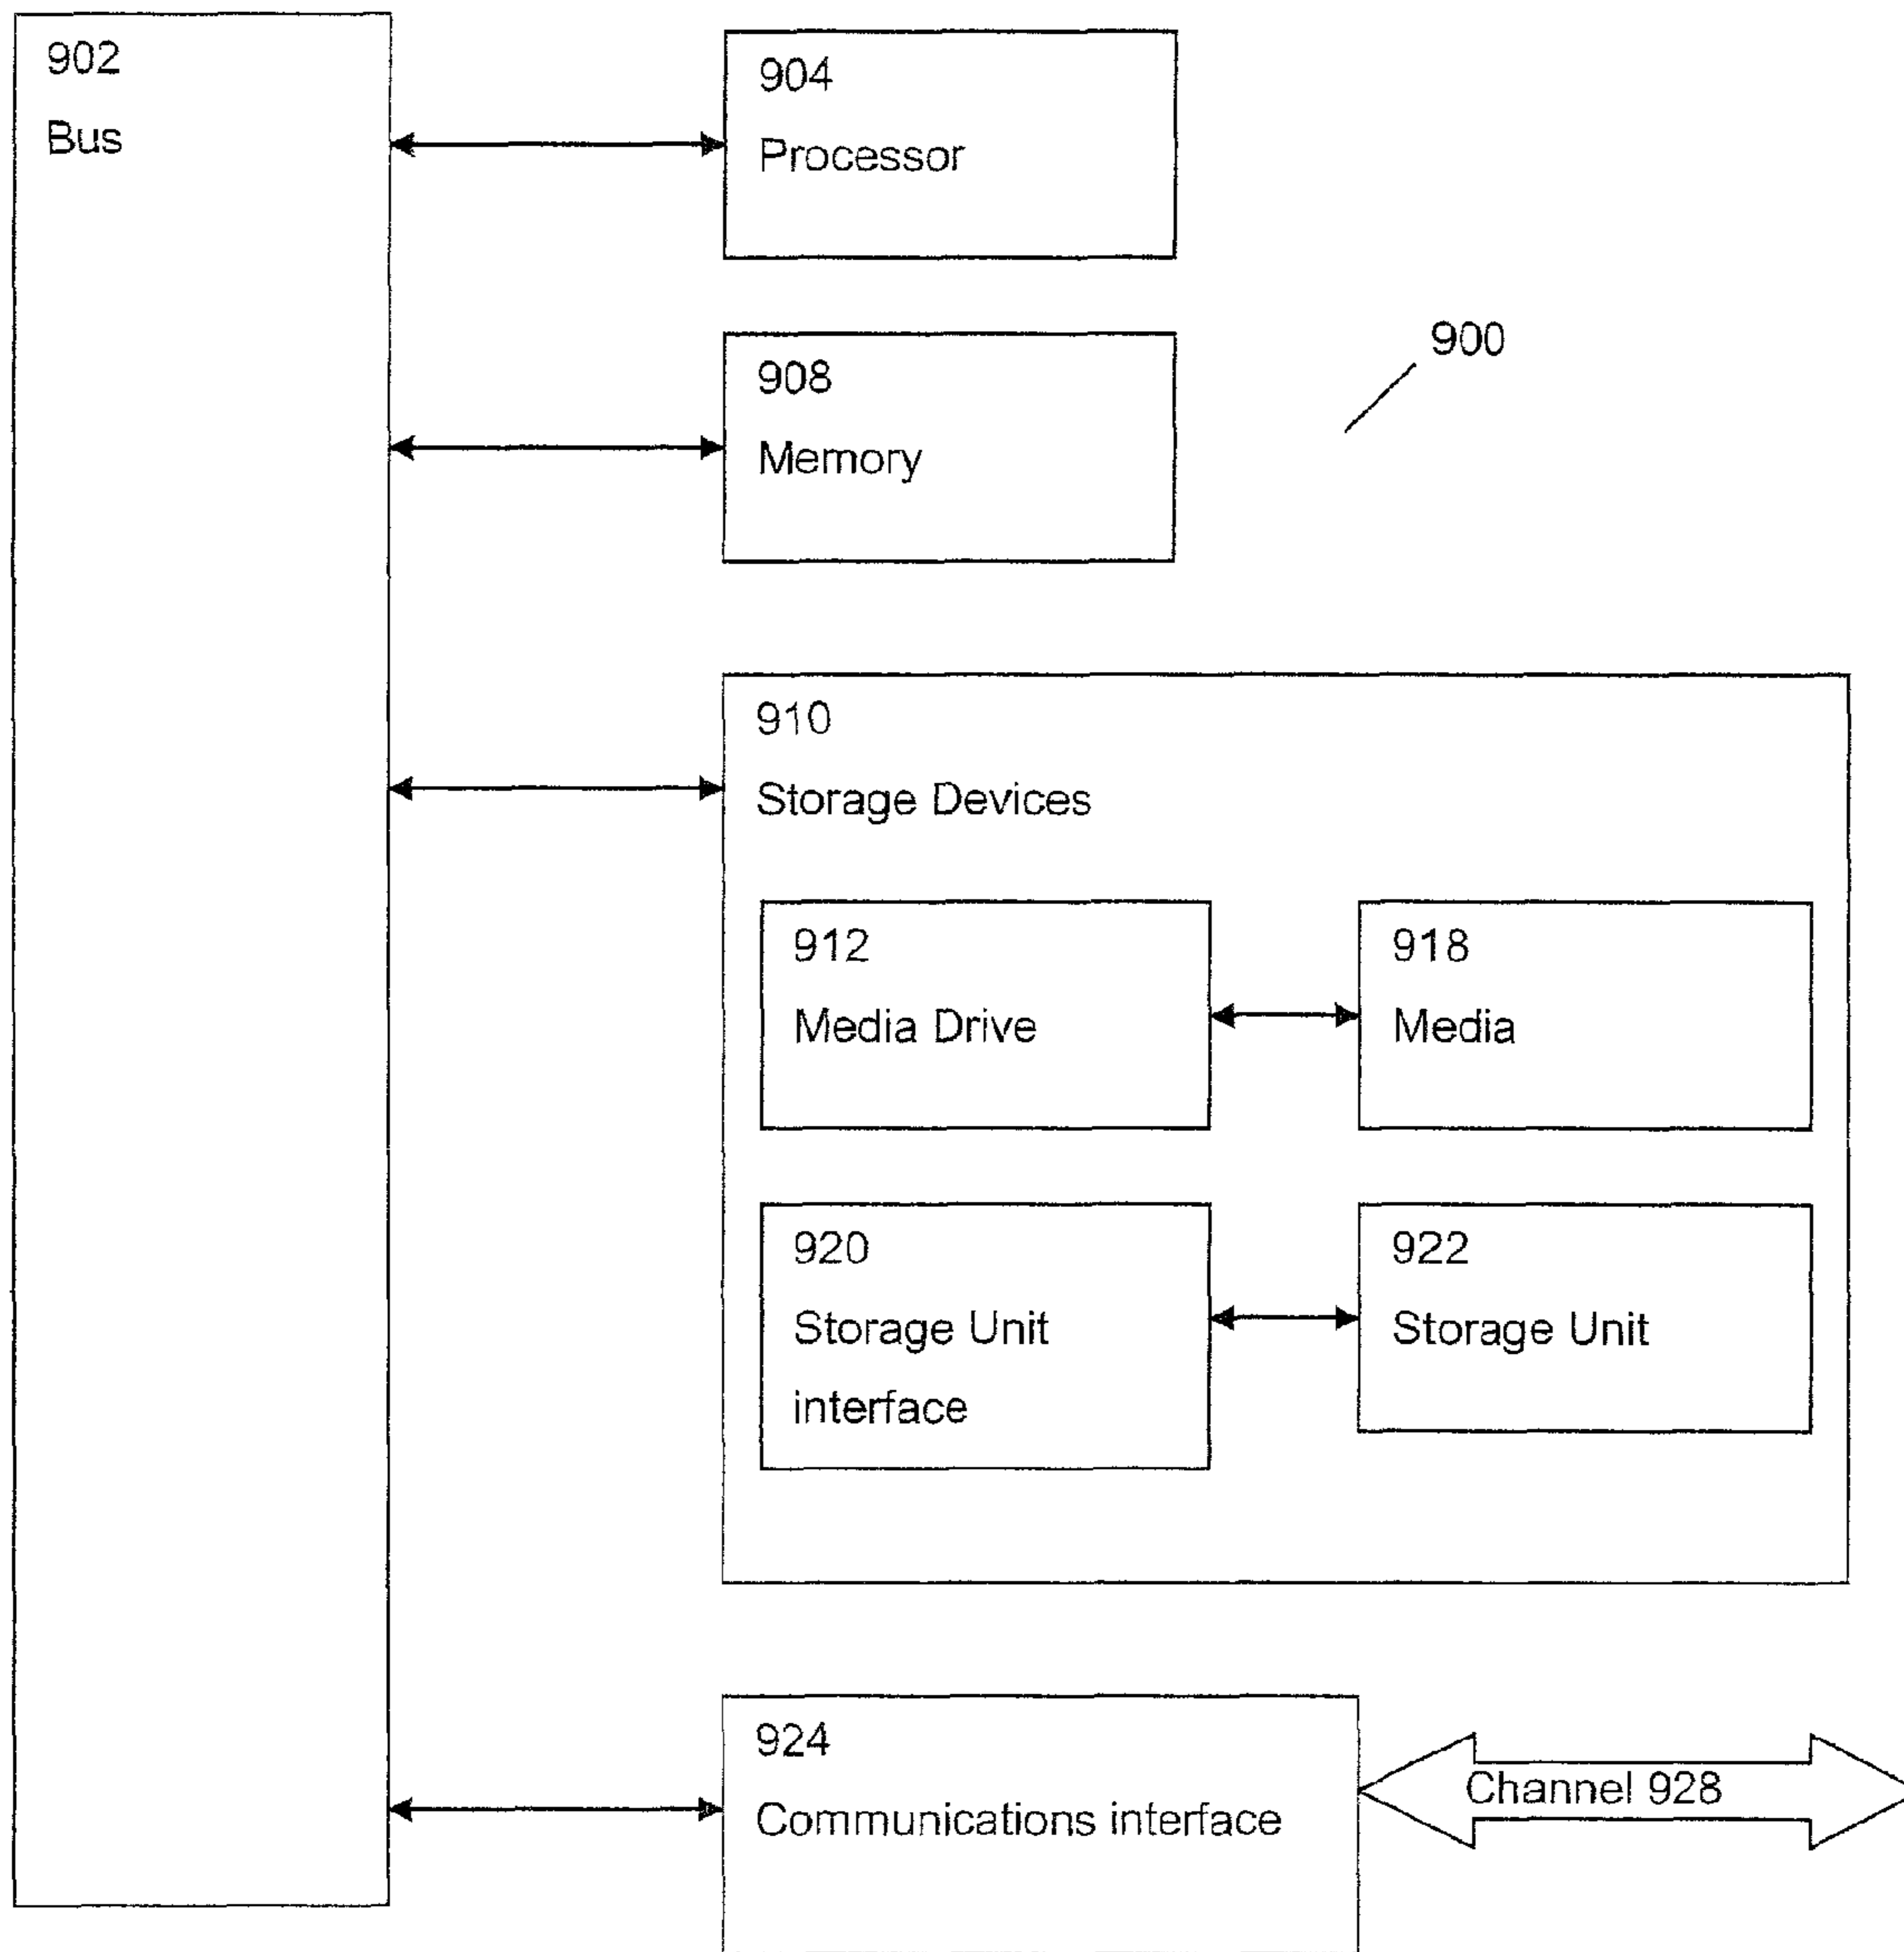 902
Bus
904
Processor
900
908
Memory
910
Storage Devices
912
Media Drive
918
Media
920
Storage Unit
interface
922
Storage Unit
924
Communications interface
Channel 928